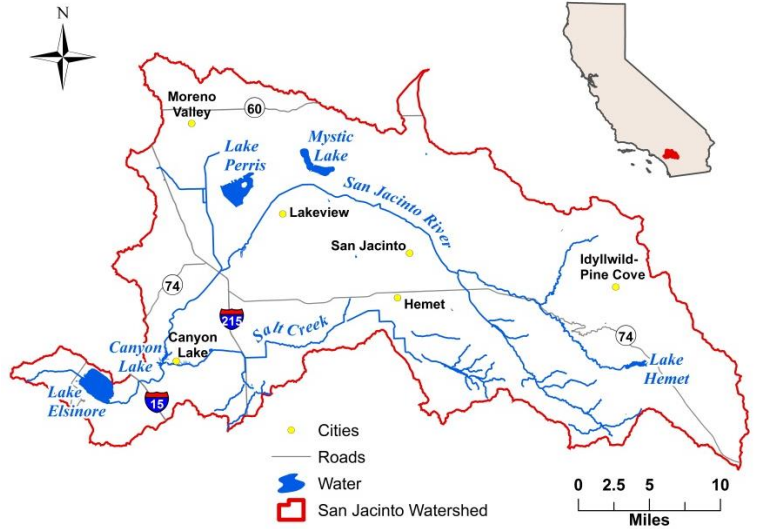 N
Moreno
Valley
60
Lake
Perris
Mystic
Lake
San Jacinto River
Lakeview
San Jacinto
Idyllwild-
Pine Cove
74
215
Hemet
Salt Creek
Canyon
Lake
Canyon
Lake
74
Lake
Hemet
Lake
Elsinore
15
Cities
Roads
Water
San Jacinto Watershed
0 2.5 5 10
Miles